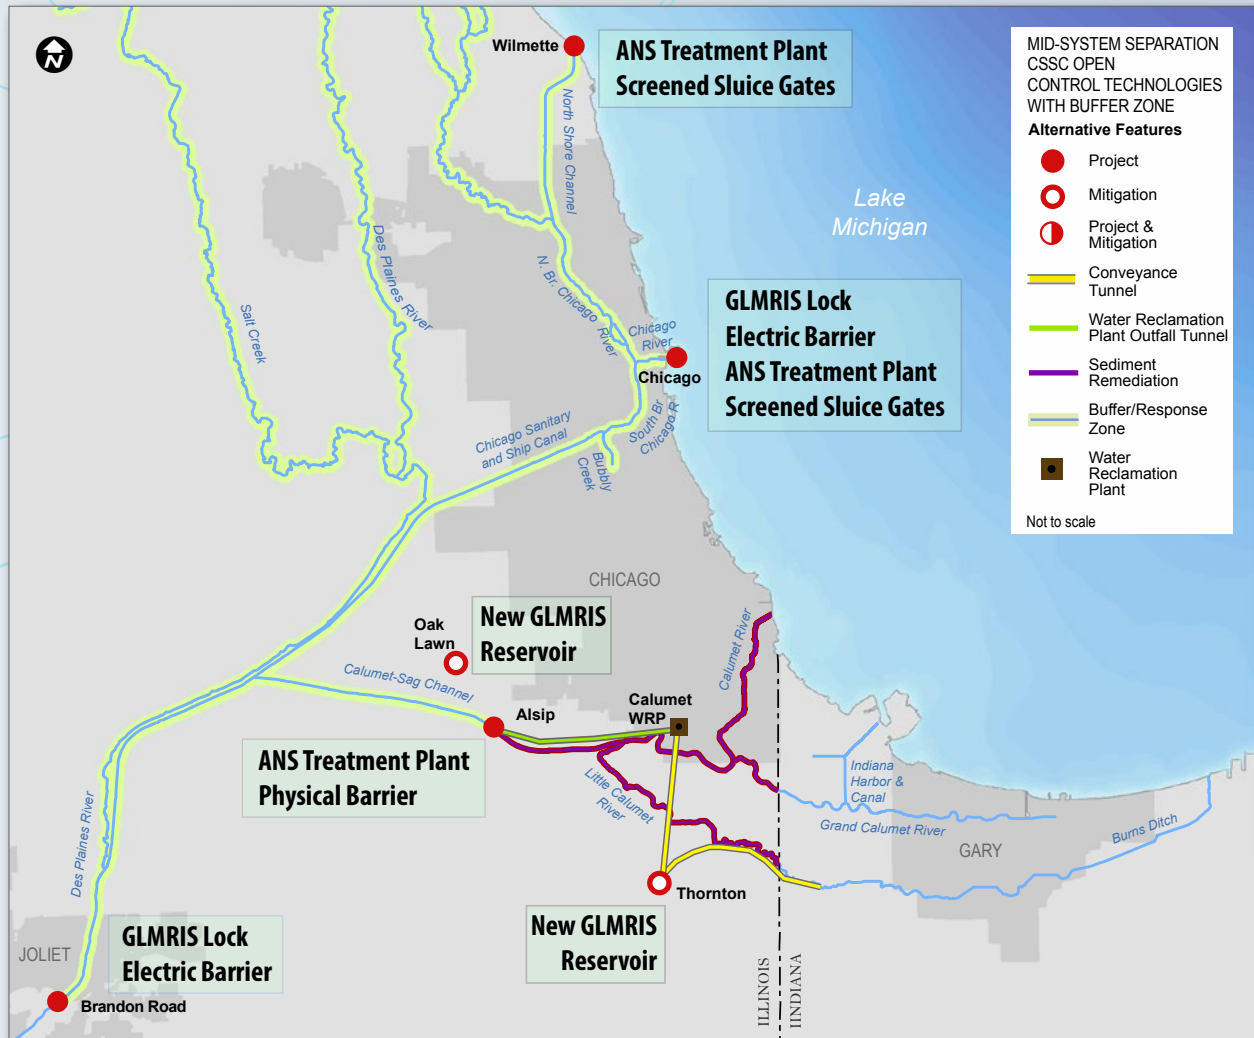 N
Wilmette
ANS Treatment Plant
Screened Sluice Gates
MID-SYSTEM SEPARATION
CSSC OPEN
CONTROL TECHNOLOGIES
WITH BUFFER ZONE
Alternative Features
Project
Mitigation
Project &
Mitigation
Conveyance
Tunnel
Water Reclamation
Plant Outfall Tunnel
Sediment
Remediation
Buffer/Response
Zone
Water
Reclamation
Plant
Not to scale
North Shore Channel
Lake
Michigan
Des Plaines River
Salt Creek
N. Br. Chicago
River
Chicago
River
Chicago
GLMRIS Lock
Electric Barrier
ANS Treatment Plant
Screened Sluice Gates
South Br
Chicago R
Chicago Sanitary
and Ship Canal
Bubbly
Creek
CHICAGO
Oak
Lawn
New GLMRIS
Reservoir
Calumet River
Calumet-Sag Channel
Alsip
Calumet
WRP
ANS Treatment Plant
Physical Barrier
Little Calumet
River
Indiana
Harbor &
Canal
Grand Calumet River
Burns Ditch
GARY
Des Plaines River
Thornton
New GLMRIS
Reservoir
GLMRIS Lock
Electric Barrier
JOLIET
Brandon Road
ILLINOIS
IINDIANA